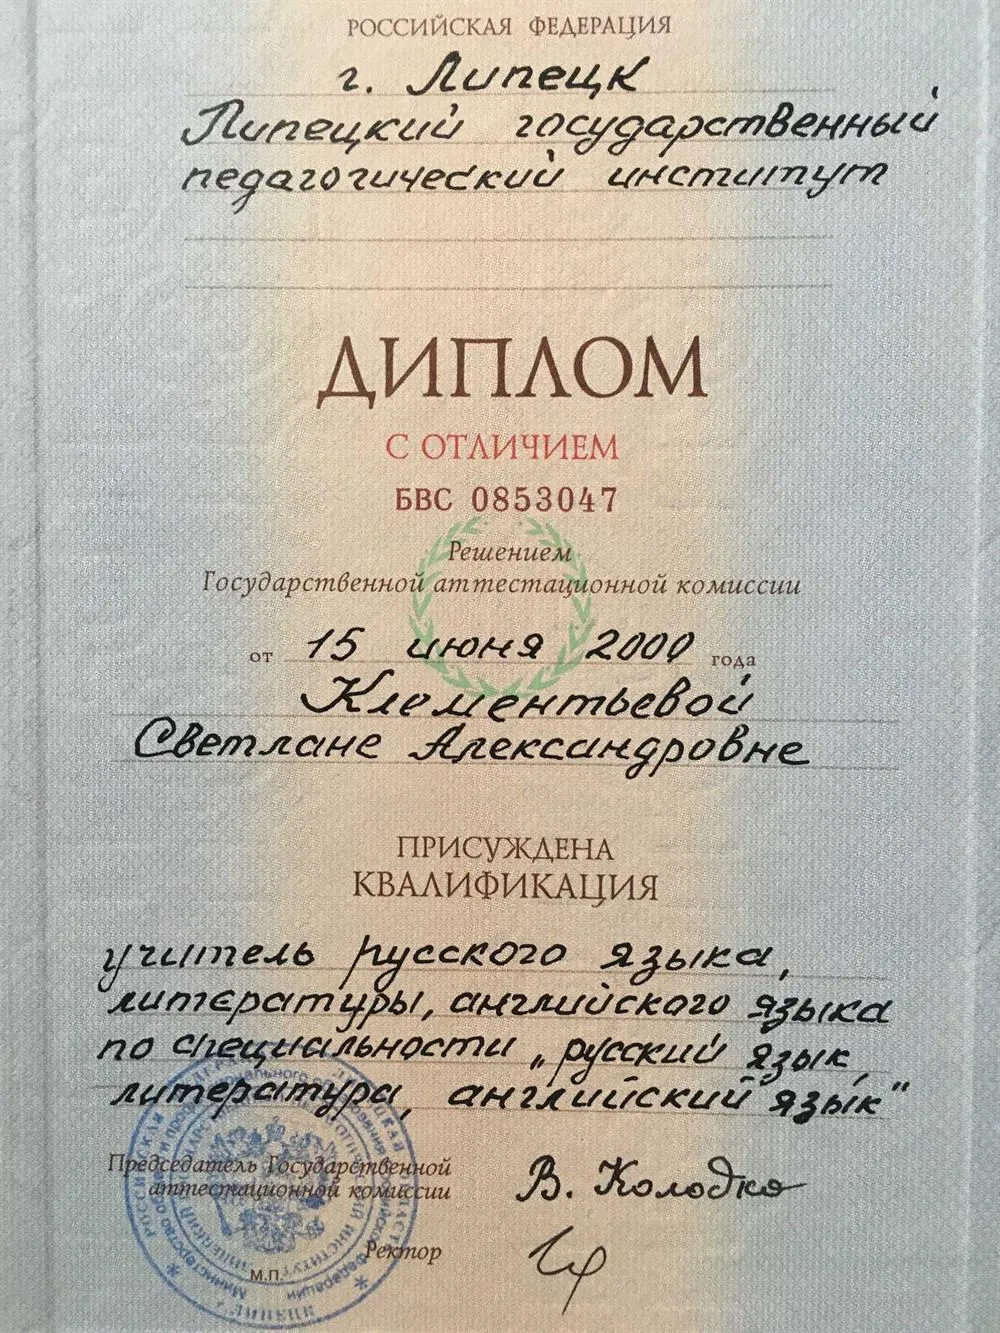 РОССИЙСКАЯ ФЕДЕРАЦИЯ
г. Липецк
Липецкий государственный
педагогический институт
ДИПЛОМ
С ОТЛИЧИЕМ
БВС 0853047
Решением
Государственной аттестационной комиссии
от 15 июня 2000 года
Клементьевой
Светлане Александровне
ПРИСУЖДЕНА
КВАЛИФИКАЦИЯ
учитель русского языка,
литературы, английского языка
по специальности „русский язык,
литература, английский язык"
Председатель Государственной
аттестационной комиссии
В. Колодко
Ректор
М.П.